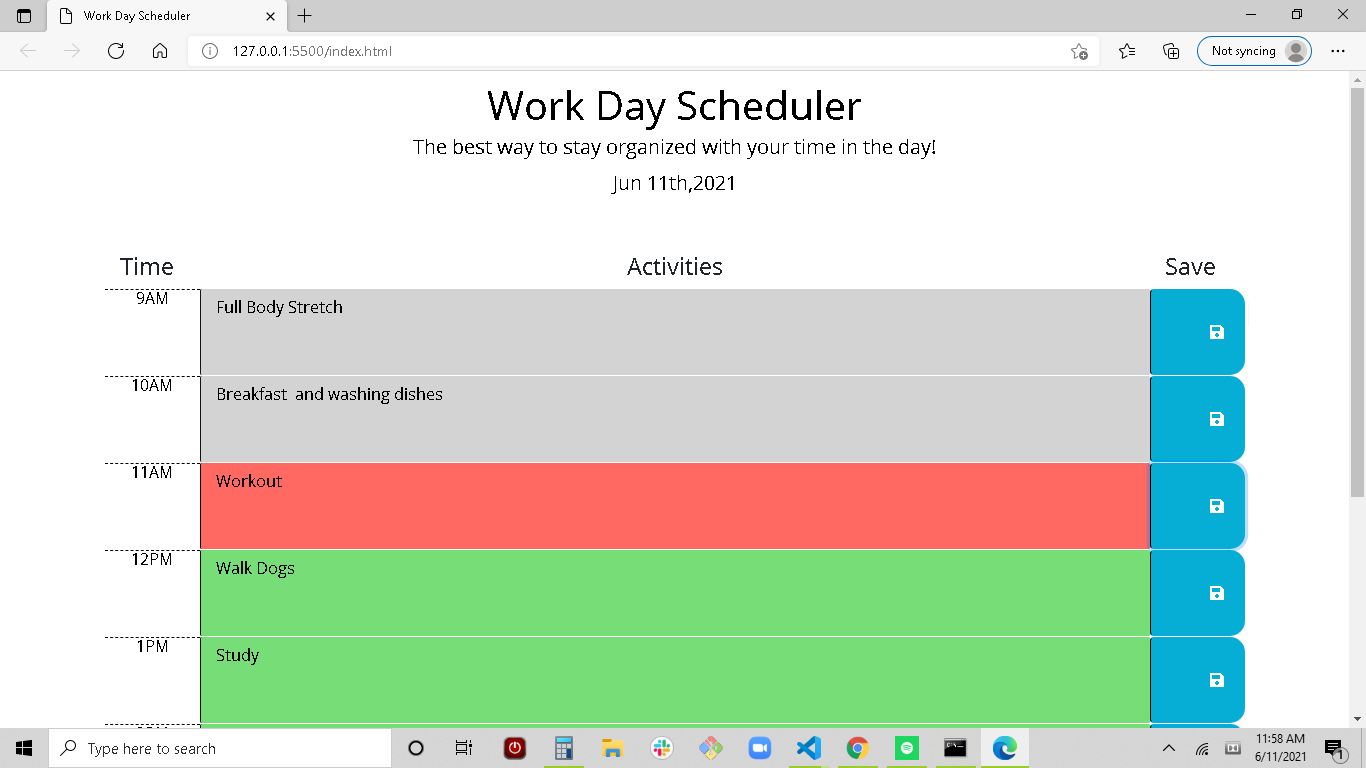 Work Day Scheduler
127.0.0.1:5500/index.html
Not syncing
Work Day Scheduler
The best way to stay organized with your time in the day!
Jun 11th,2021
Time Activities Save
9AM Full Body Stretch
10AM Breakfast  and washing dishes
11AM Workout
12PM Walk Dogs
1PM Study
Type here to search
11:58 AM
6/11/2021
1